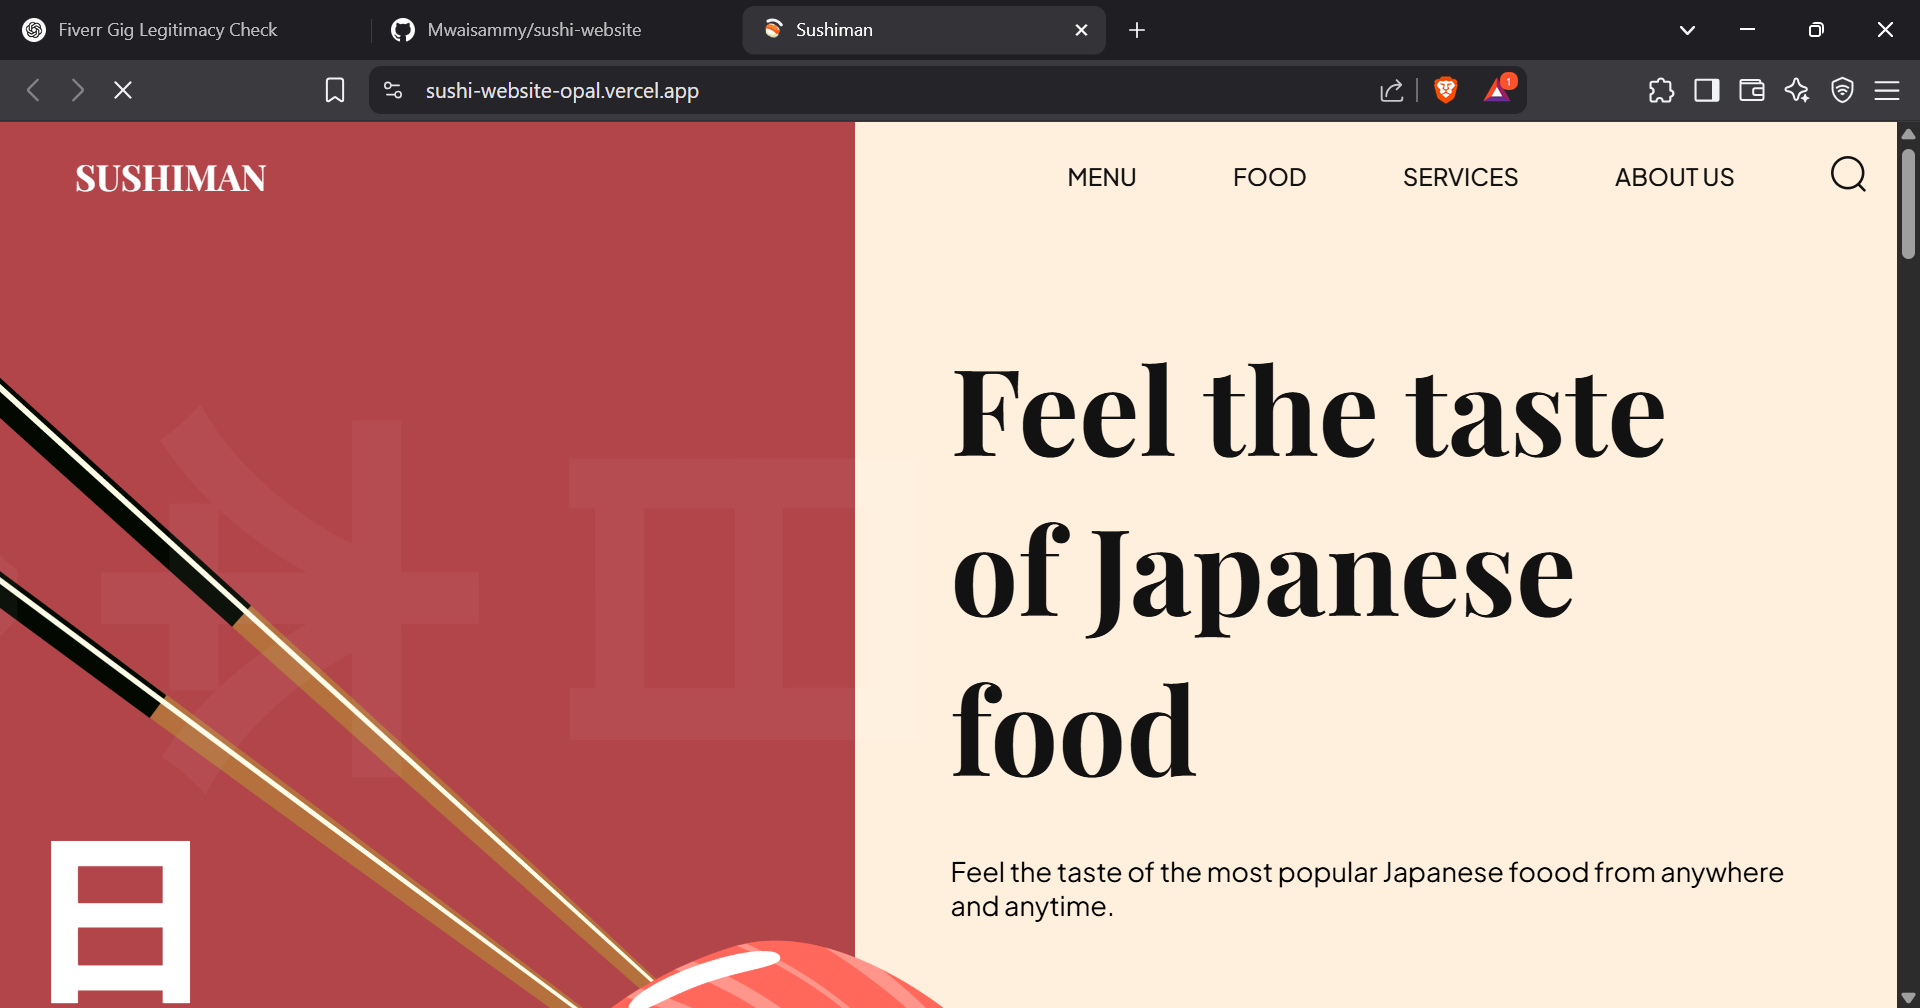 Fiverr Gig Legitimacy Check
Mwaisammy/sushi-website
Sushiman
sushi-website-opal.vercel.app
1
SUSHIMAN
MENU
FOOD
SERVICES
ABOUT US
Feel the taste
of Japanese
food
Feel the taste of the most popular Japanese foood from anywhere
and anytime.
日